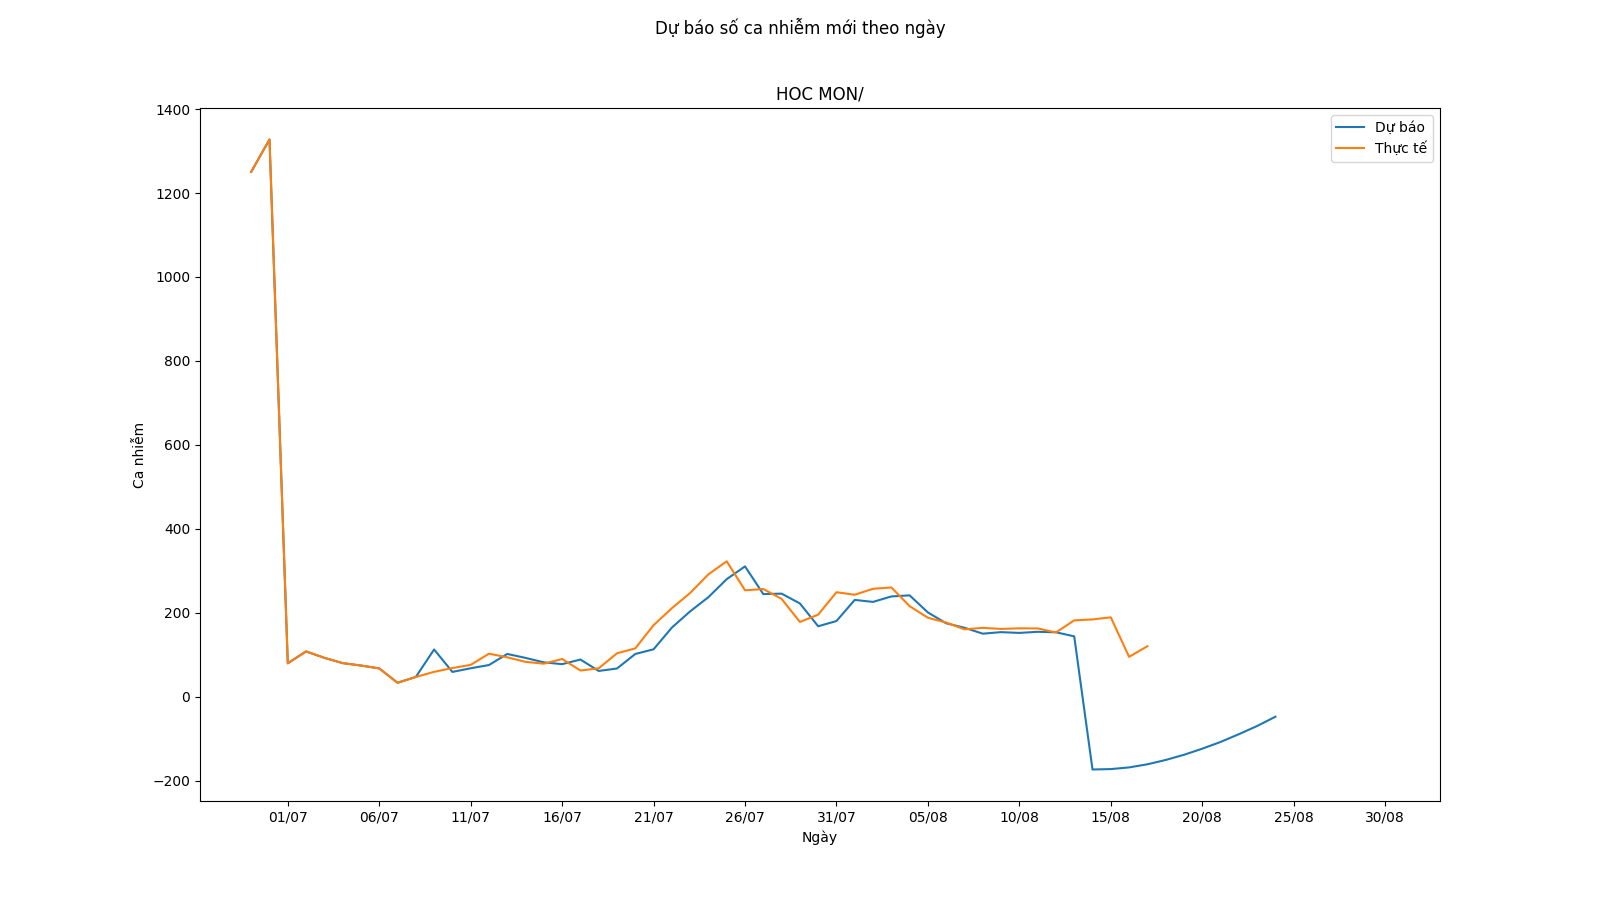 Dự báo số ca nhiễm mới theo ngày
HOC MON/
Dự báo
Thực tế
Ca nhiễm
1400
1200
1000
800
600
400
200
0
−200
01/07 06/07 11/07 16/07 21/07 26/07 31/07 05/08 10/08 15/08 20/08 25/08 30/08
Ngày